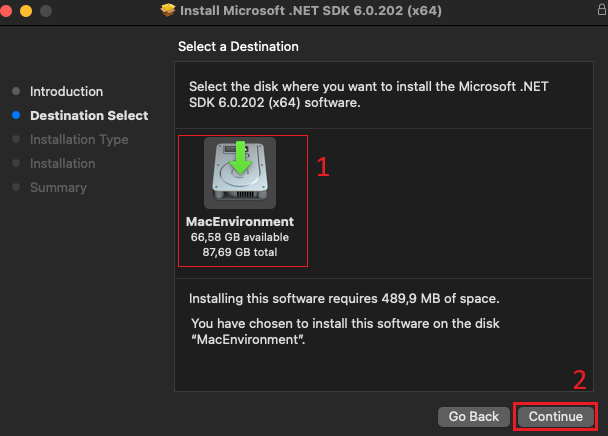 Install Microsoft .NET SDK 6.0.202 (x64)
Select a Destination
Introduction
Destination Select
Installation Type
Installation
Summary
Select the disk where you want to install the Microsoft .NET
SDK 6.0.202 (x64) software.
1
MacEnvironment
66,58 GB available
87,69 GB total
Installing this software requires 489,9 MB of space.
You have chosen to install this software on the disk
“MacEnvironment”.
2
Go Back
Continue